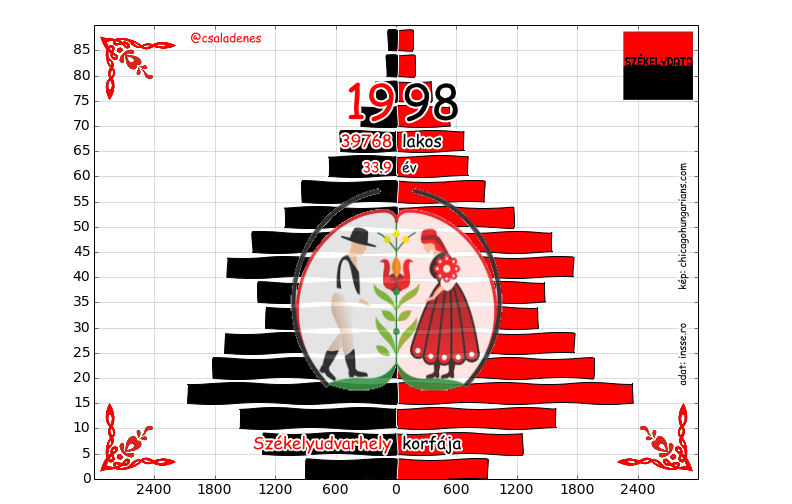 @csaladenes
SZÉKELYDATA
1998
39768 lakos
33.9 év
kép: chicagohungarians.com
adat: insse.ro
Székelyudvarhely korfája
85
80
75
70
65
60
55
50
45
40
35
30
25
20
15
10
5
0
2400 1800 1200 600 0 600 1200 1800 2400